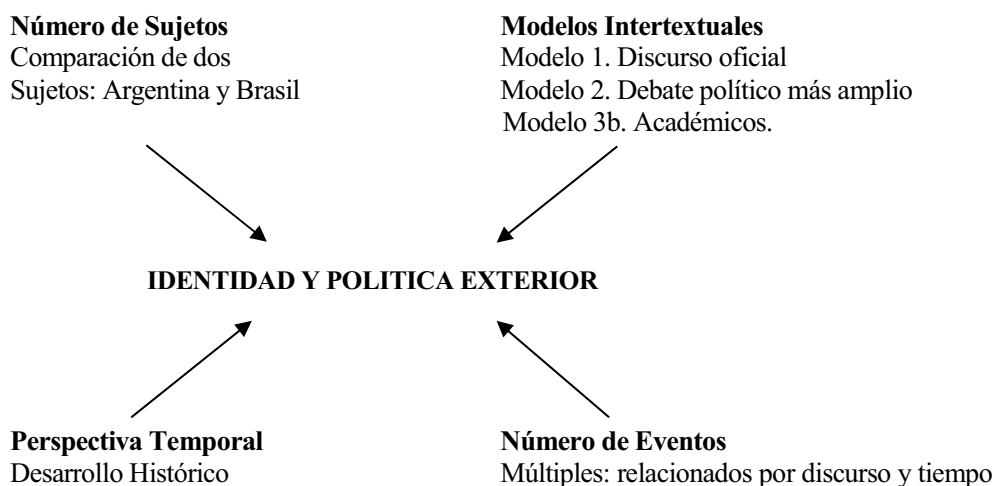 Número de Sujetos
Comparación de dos
Sujetos: Argentina y Brasil
Modelos Intertextuales
Modelo 1. Discurso oficial
Modelo 2. Debate político más amplio
Modelo 3b. Académicos.
IDENTIDAD Y POLITICA EXTERIOR
Perspectiva Temporal
Desarrollo Histórico
Número de Eventos
Múltiples: relacionados por discurso y tiempo